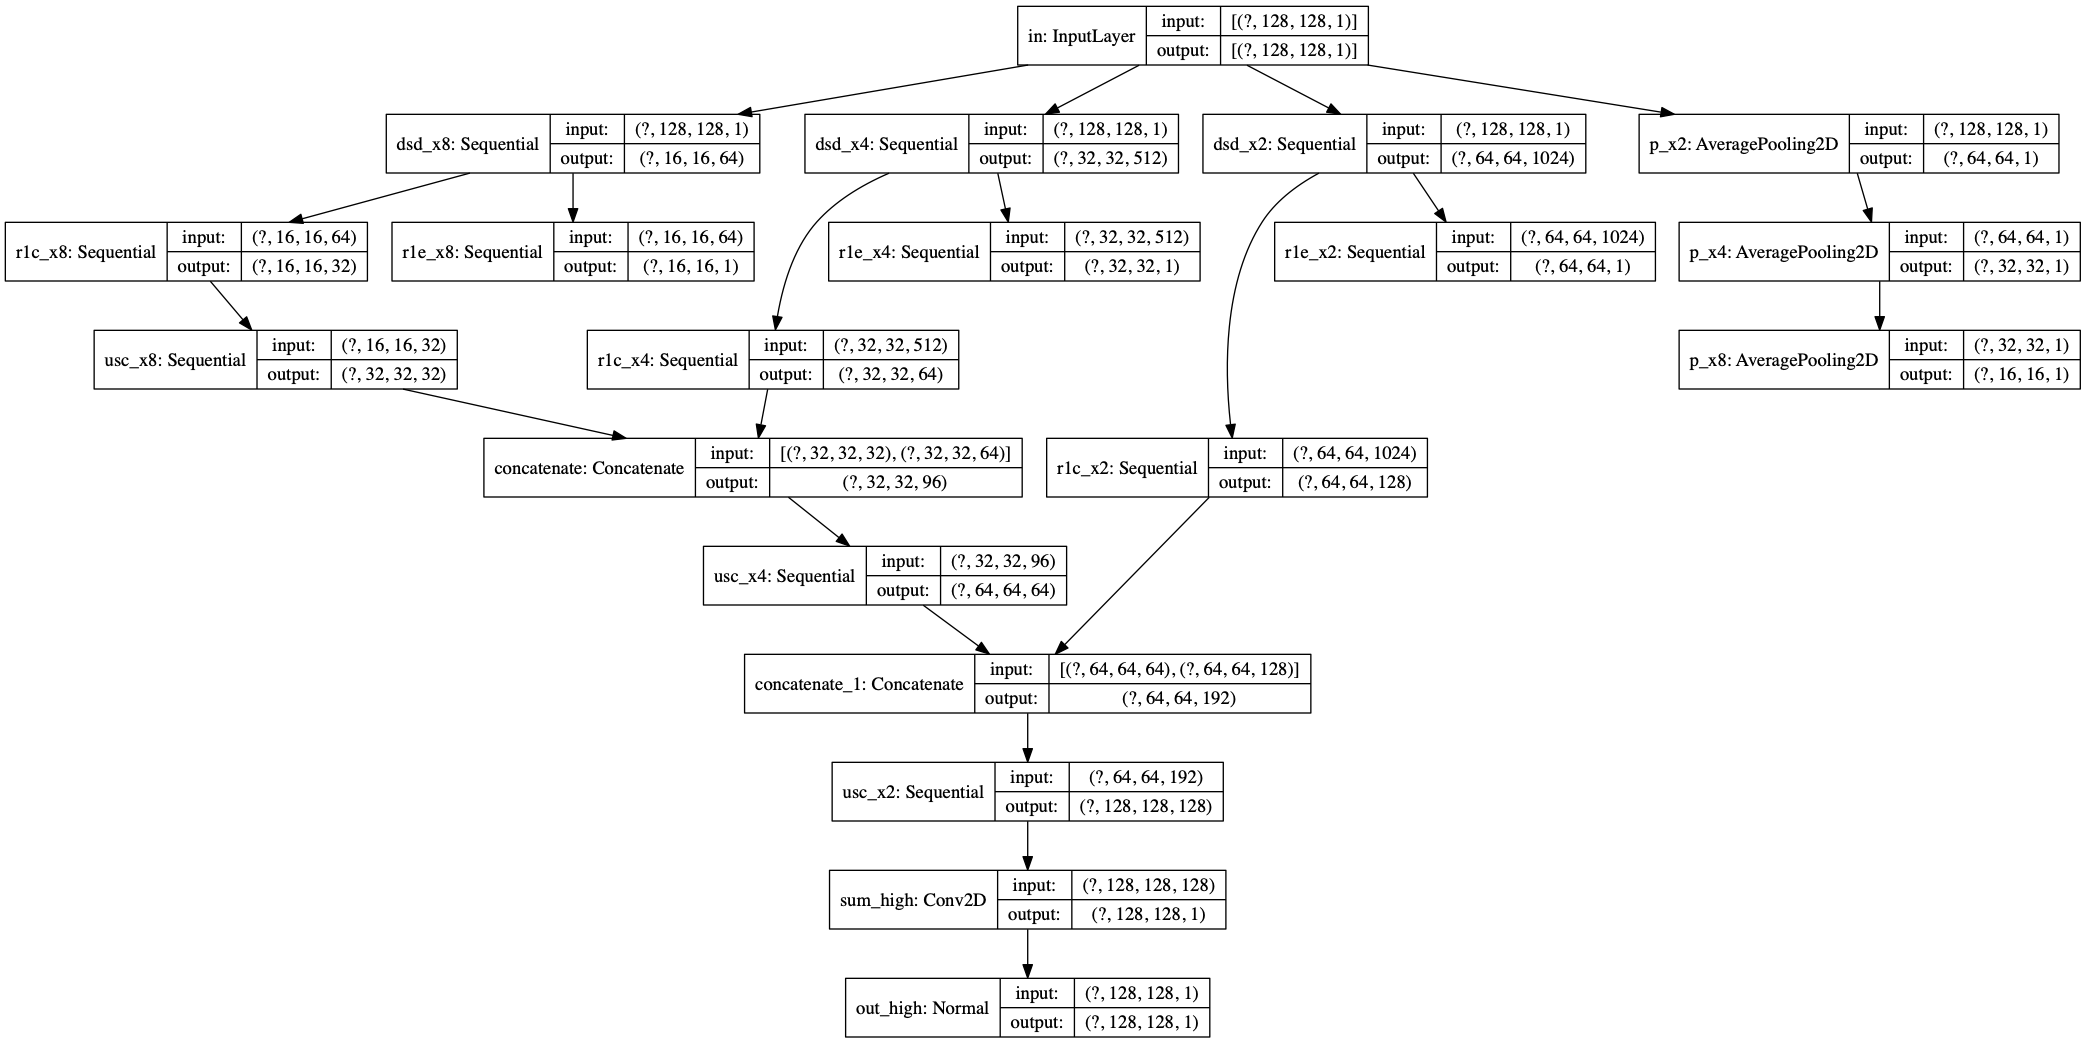 in: InputLayer
input: [(?, 128, 128, 1)]
output: [(?, 128, 128, 1)]
dsd_x8: Sequential
input: (?, 128, 128, 1)
output: (?, 16, 16, 64)
dsd_x4: Sequential
input: (?, 128, 128, 1)
output: (?, 32, 32, 512)
dsd_x2: Sequential
input: (?, 128, 128, 1)
output: (?, 64, 64, 1024)
p_x2: AveragePooling2D
input: (?, 128, 128, 1)
output: (?, 64, 64, 1)
r1c_x8: Sequential
input: (?, 16, 16, 64)
output: (?, 16, 16, 32)
r1e_x8: Sequential
input: (?, 16, 16, 64)
output: (?, 16, 16, 1)
r1e_x4: Sequential
input: (?, 32, 32, 512)
output: (?, 32, 32, 1)
r1e_x2: Sequential
input: (?, 64, 64, 1024)
output: (?, 64, 64, 1)
p_x4: AveragePooling2D
input: (?, 64, 64, 1)
output: (?, 32, 32, 1)
usc_x8: Sequential
input: (?, 16, 16, 32)
output: (?, 32, 32, 32)
r1c_x4: Sequential
input: (?, 32, 32, 512)
output: (?, 32, 32, 64)
p_x8: AveragePooling2D
input: (?, 32, 32, 1)
output: (?, 16, 16, 1)
concatenate: Concatenate
input: [(?, 32, 32, 32), (?, 32, 32, 64)]
output: (?, 32, 32, 96)
r1c_x2: Sequential
input: (?, 64, 64, 1024)
output: (?, 64, 64, 128)
usc_x4: Sequential
input: (?, 32, 32, 96)
output: (?, 64, 64, 64)
concatenate_1: Concatenate
input: [(?, 64, 64, 64), (?, 64, 64, 128)]
output: (?, 64, 64, 192)
usc_x2: Sequential
input: (?, 64, 64, 192)
output: (?, 128, 128, 128)
sum_high: Conv2D
input: (?, 128, 128, 128)
output: (?, 128, 128, 1)
out_high: Normal
input: (?, 128, 128, 1)
output: (?, 128, 128, 1)